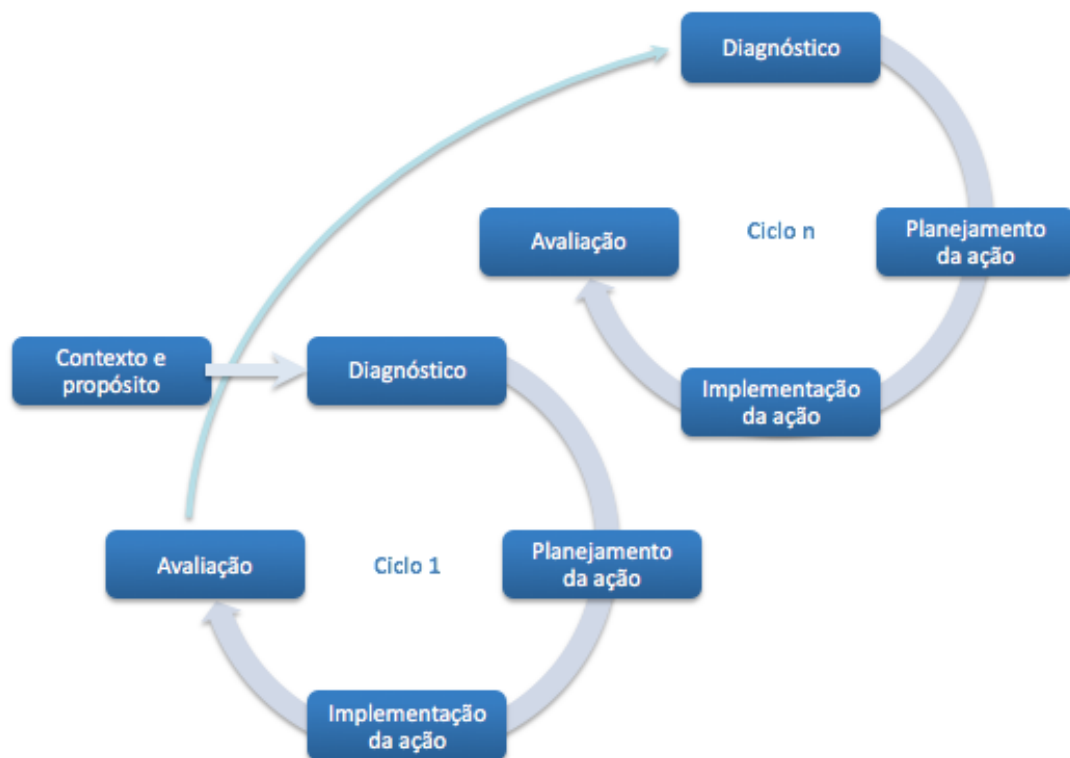 Diagnóstico
Avaliação
Ciclo n
Planejamento
da ação
Implementação
da ação
Contexto e
propósito
Diagnóstico
Avaliação
Ciclo 1
Planejamento
da ação
Implementação
da ação